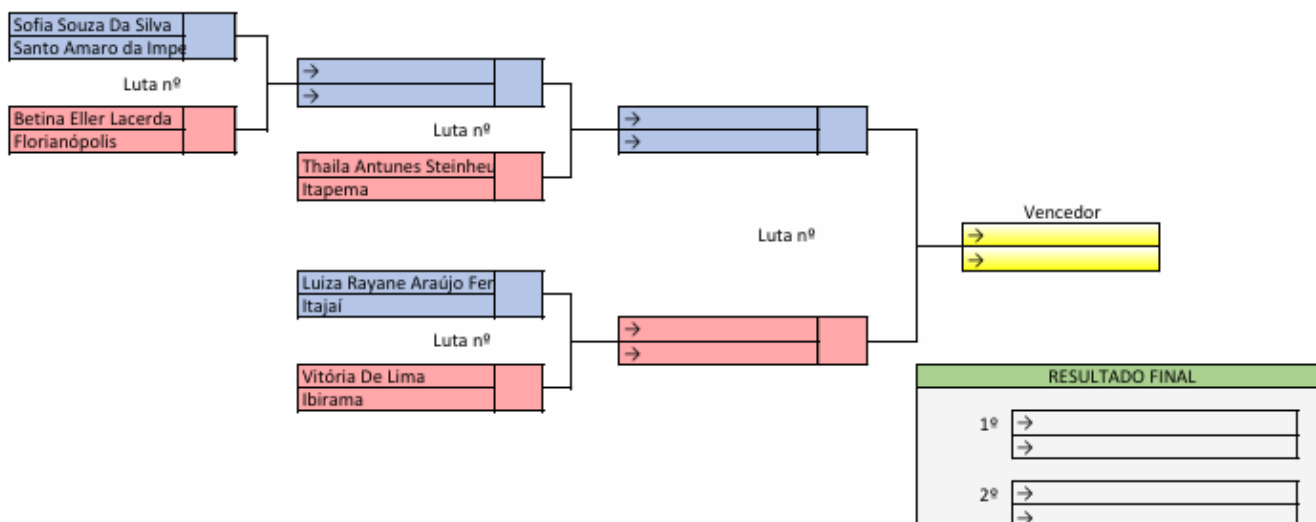 Sofia Souza Da Silva
Santo Amaro da Impe
Luta nº
Betina Eller Lacerda
Florianópolis
→
→
Luta nº
Thaila Antunes Steinheu
Itapema
→
→
Luta nº
Vencedor
→
→
Luiza Rayane Araújo Fer
Itajaí
Luta nº
Vitória De Lima
Ibirama
→
→
RESULTADO FINAL
1º →
→
2º →
→